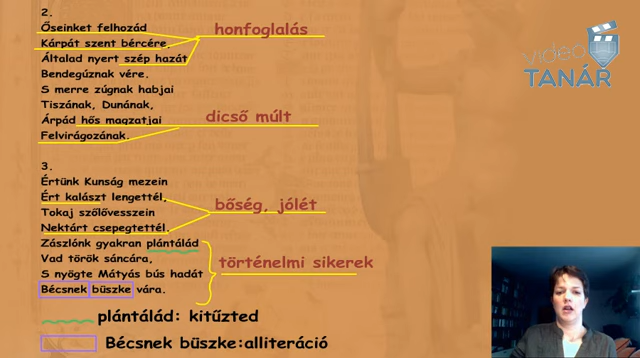 2.
Őseinket felhozád
Kárpát szent bércére,
Általad nyert szép hazát
Bendegúznak vére.
S merre zúgnak habjai
Tiszának, Dunának,
Árpád hős magzatjai
Felvirágozának.
honfoglalás
dicső múlt
3.
Értünk Kunság mezein
Ért kalászt lengettél,
Tokaj szőlővesszein
Nektárt csepegtettél.
Zászlónk gyakran plántálád
Vad török sáncára,
S nyögte Mátyás bús hadát
Bécsnek büszke vára.
bőség, jólét
történelmi sikerek
plántálád: kitűzted
Bécsnek büszke:alliteráció
video
TANÁR